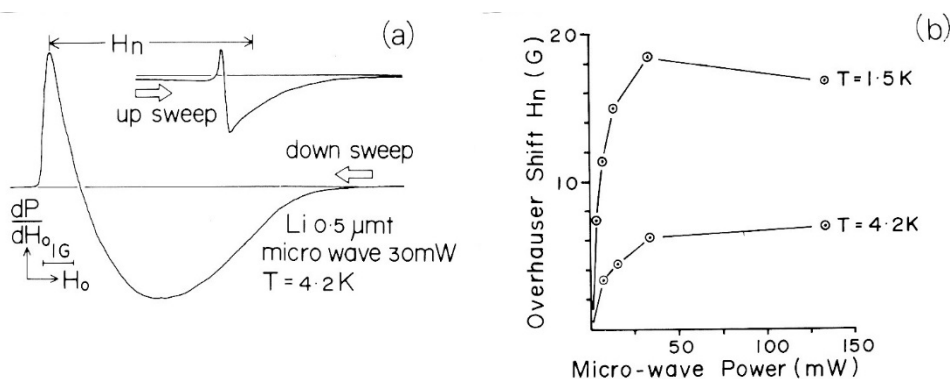 (a)
Hn
up sweep
down sweep
dP
dH₀
1G
H₀
Li 0·5 μmt
micro wave 30mW
T = 4·2K
(b)
Overhauser Shift Hn (G)
20
10
T=1·5K
T=4·2K
50
100
150
Micro-wave Power (mW)